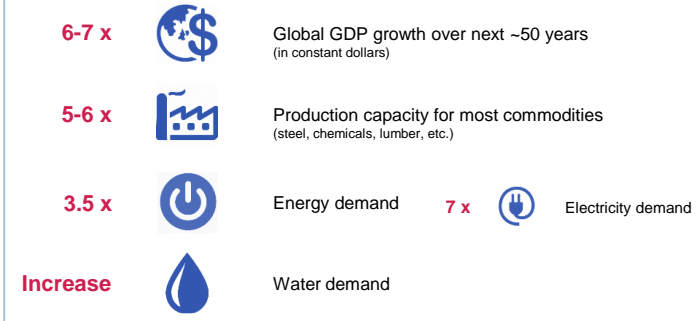 6-7 x
Global GDP growth over next ~50 years
(in constant dollars)
5-6 x
Production capacity for most commodities
(steel, chemicals, lumber, etc.)
3.5 x
Energy demand
7 x
Electricity demand
Increase
Water demand